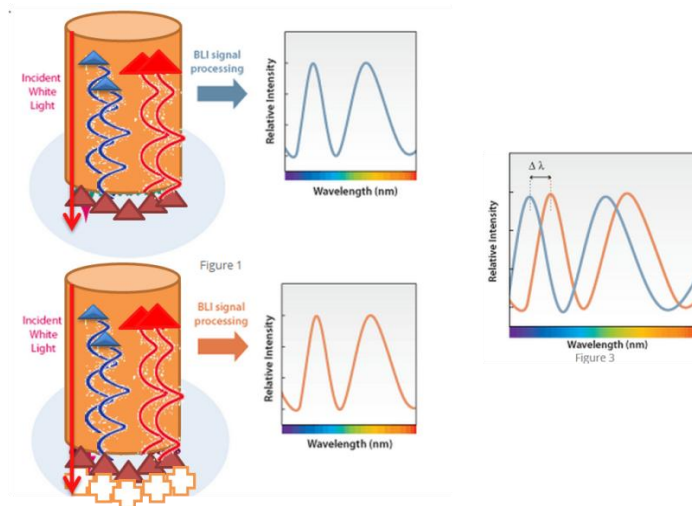 Incident
White
Light
BLI signal
processing
Relative Intensity
Wavelength (nm)
Figure 1
Incident
White
Light
BLI signal
processing
Relative Intensity
Wavelength (nm)
Δ λ
Relative Intensity
Wavelength (nm)
Figure 3